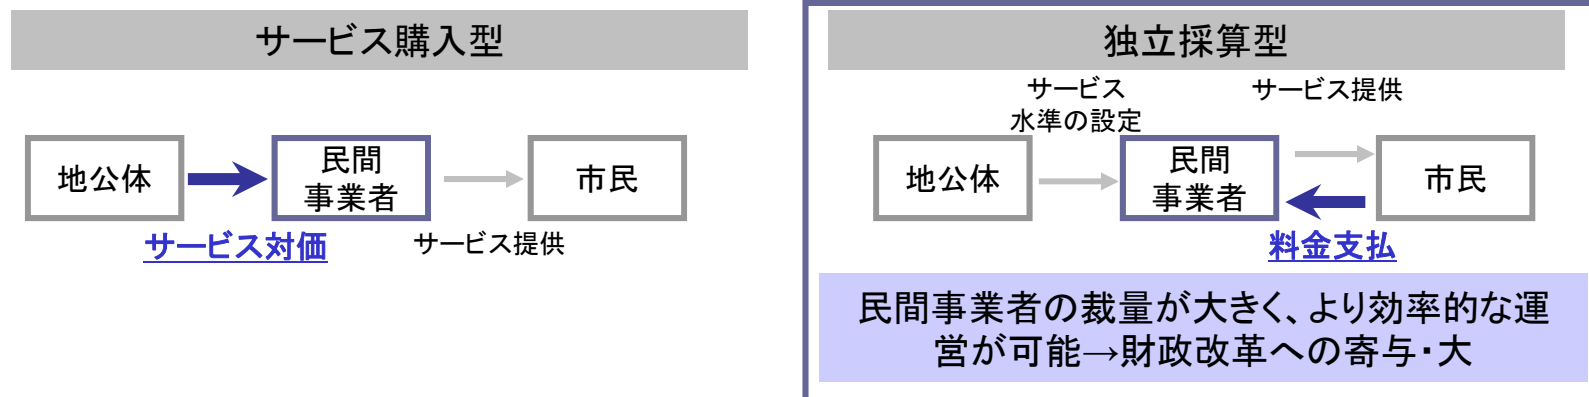 サービス購入型
地公体
民間
事業者
市民
サービス対価
サービス提供
独立採算型
サービス
水準の設定
サービス提供
地公体
民間
事業者
市民
料金支払
民間事業者の裁量が大きく、より効率的な運
営が可能→財政改革への寄与・大